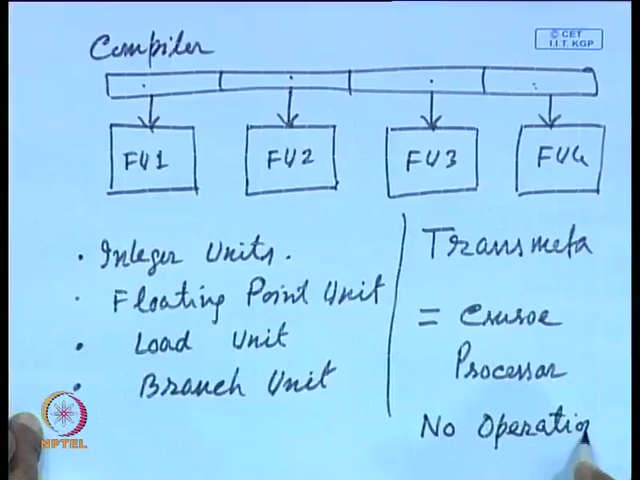 Compiler
© CET
I.I.T. KGP
FU1 FU2 FU3 FU4
• Integer Units.
• Floating Point Unit
• Load Unit
• Branch Unit
Transmeta
= Crusoe
Processor
No Operation
NPTEL